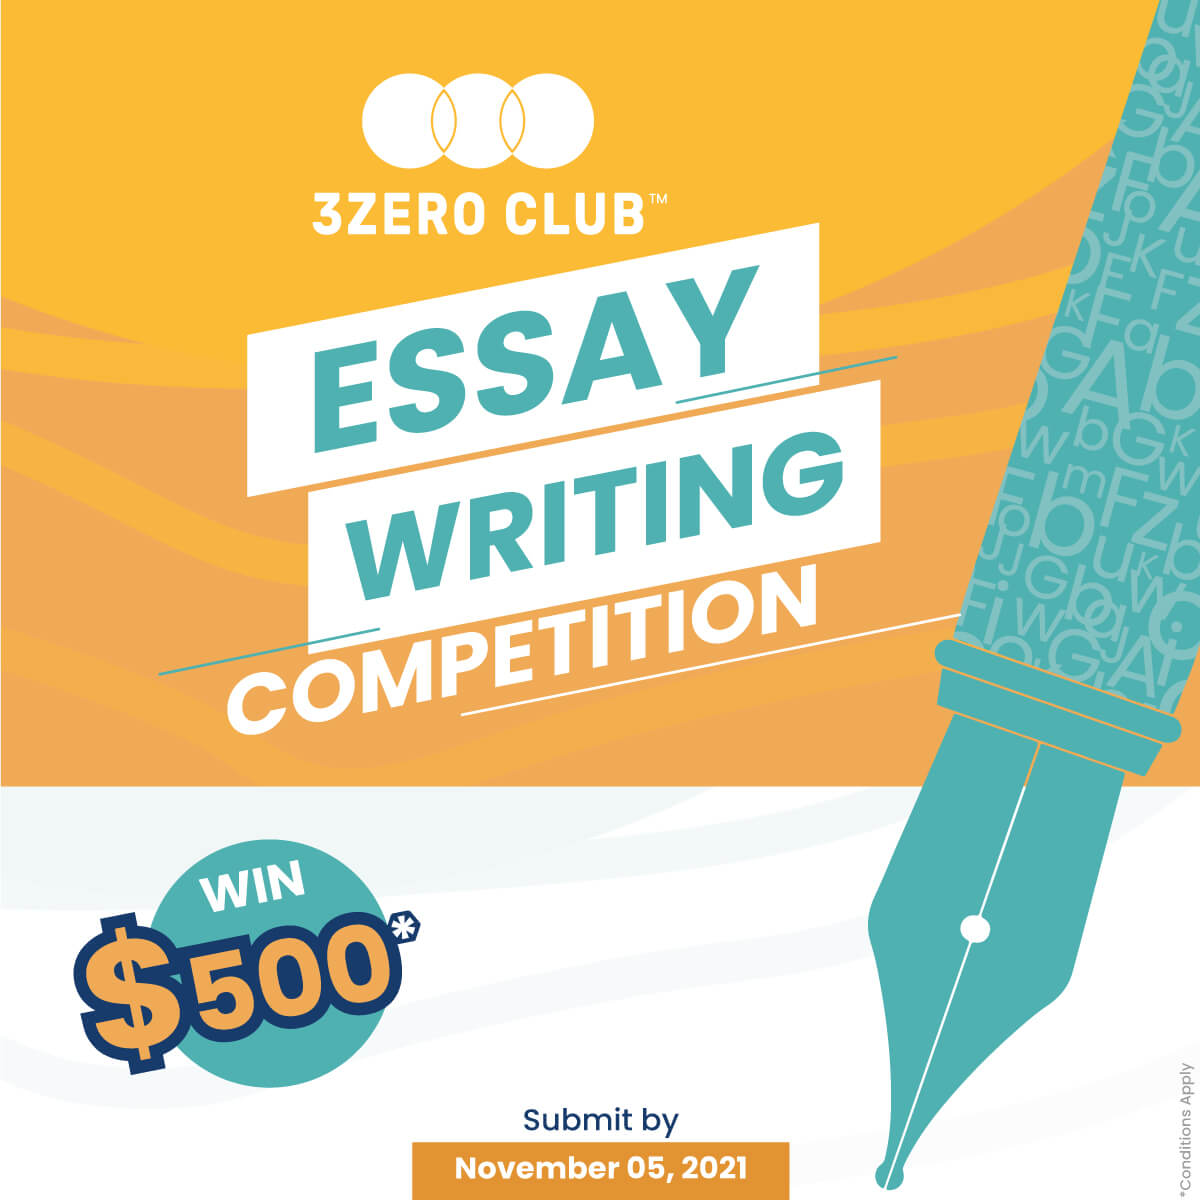 3ZERO CLUB™
ESSAY
WRITING
COMPETITION
WIN
$500*
Submit by
November 05, 2021
*Conditions Apply